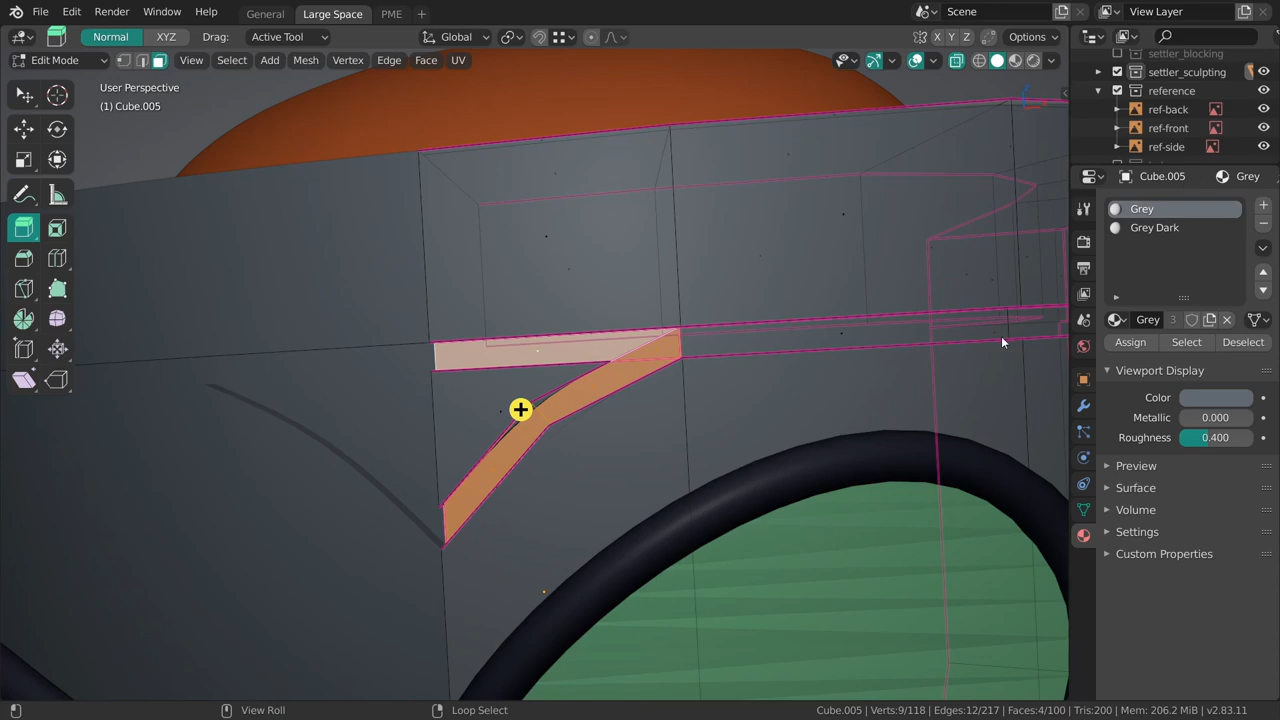 File Edit Render Window Help General Large Space PME + Scene View Layer
Normal XYZ Drag: Active Tool Global X Y Z Options
Edit Mode View Select Add Mesh Vertex Edge Face UV
User Perspective
(1) Cube.005
settler_blocking
settler_sculpting
reference
ref-back
ref-front
ref-side
Cube.005 Grey
Grey
Grey Dark
Grey 3
Assign Select Deselect
Viewport Display
Color
Metallic 0.000
Roughness 0.400
Preview
Surface
Volume
Settings
Custom Properties
View Roll Loop Select Cube.005 | Verts:9/118 | Edges:12/217 | Faces:4/100 | Tris:200 | Mem: 206.2 MiB | v2.83.11